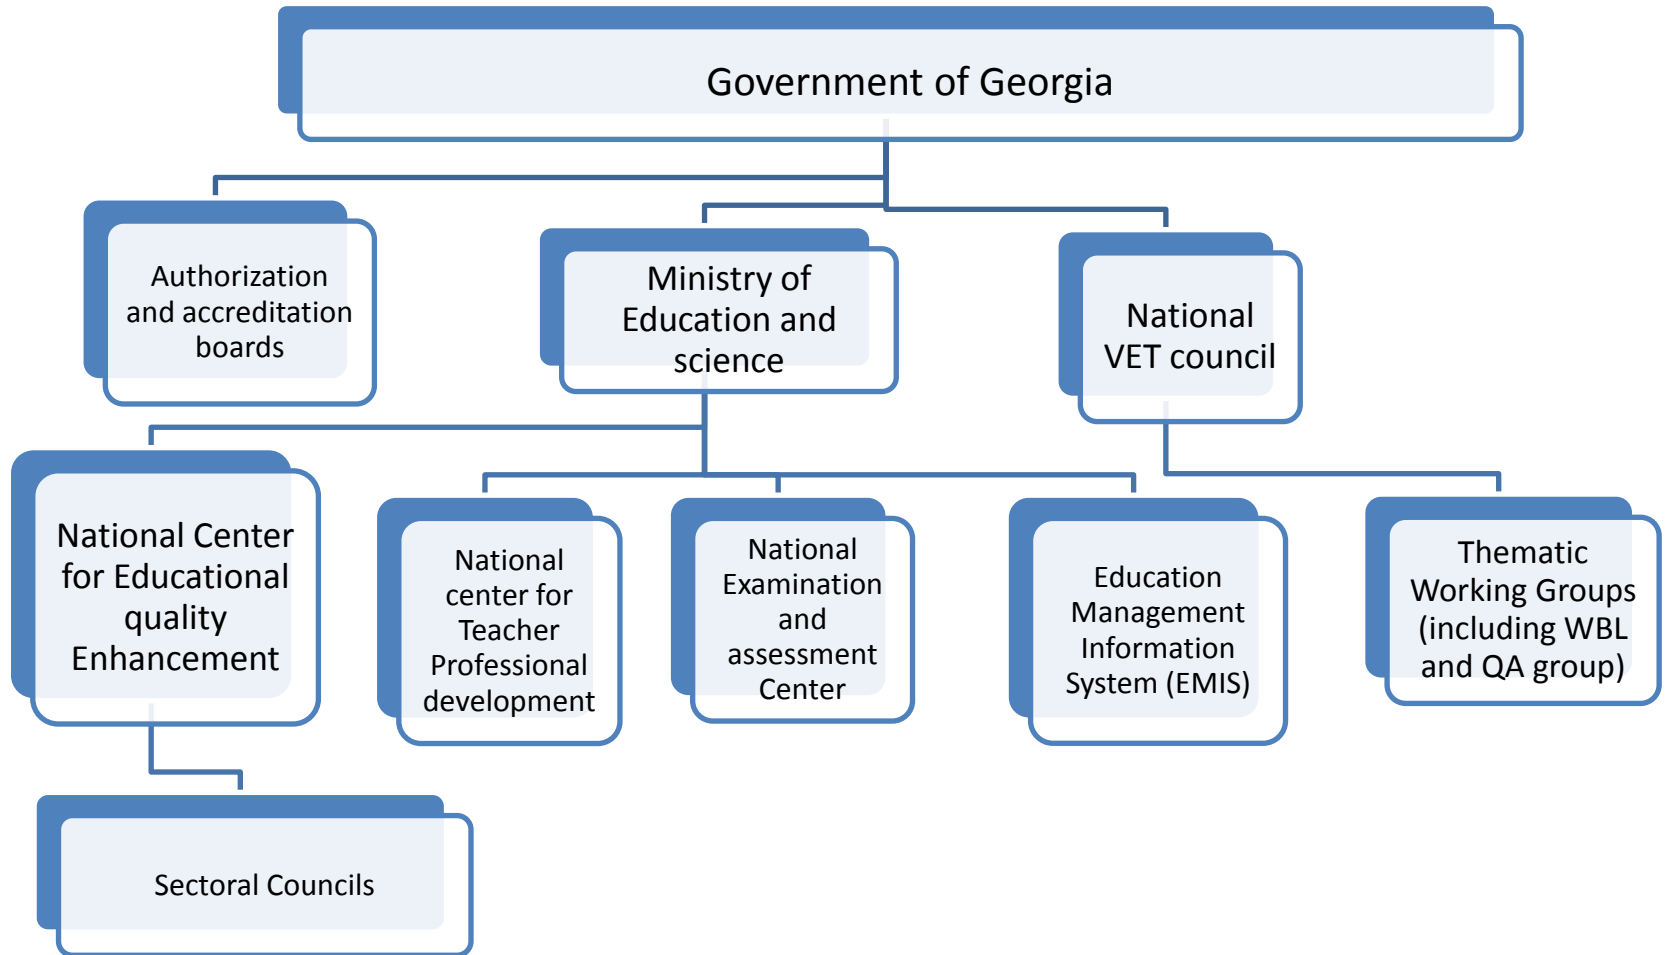 Government of Georgia
Authorization
and accreditation
boards
Ministry of
Education and
science
National
VET council
National Center
for Educational
quality
Enhancement
National
center for
Teacher
Professional
development
National
Examination
and
assessment
Center
Education
Management
Information
System (EMIS)
Thematic
Working Groups
(including WBL
and QA group)
Sectoral Councils